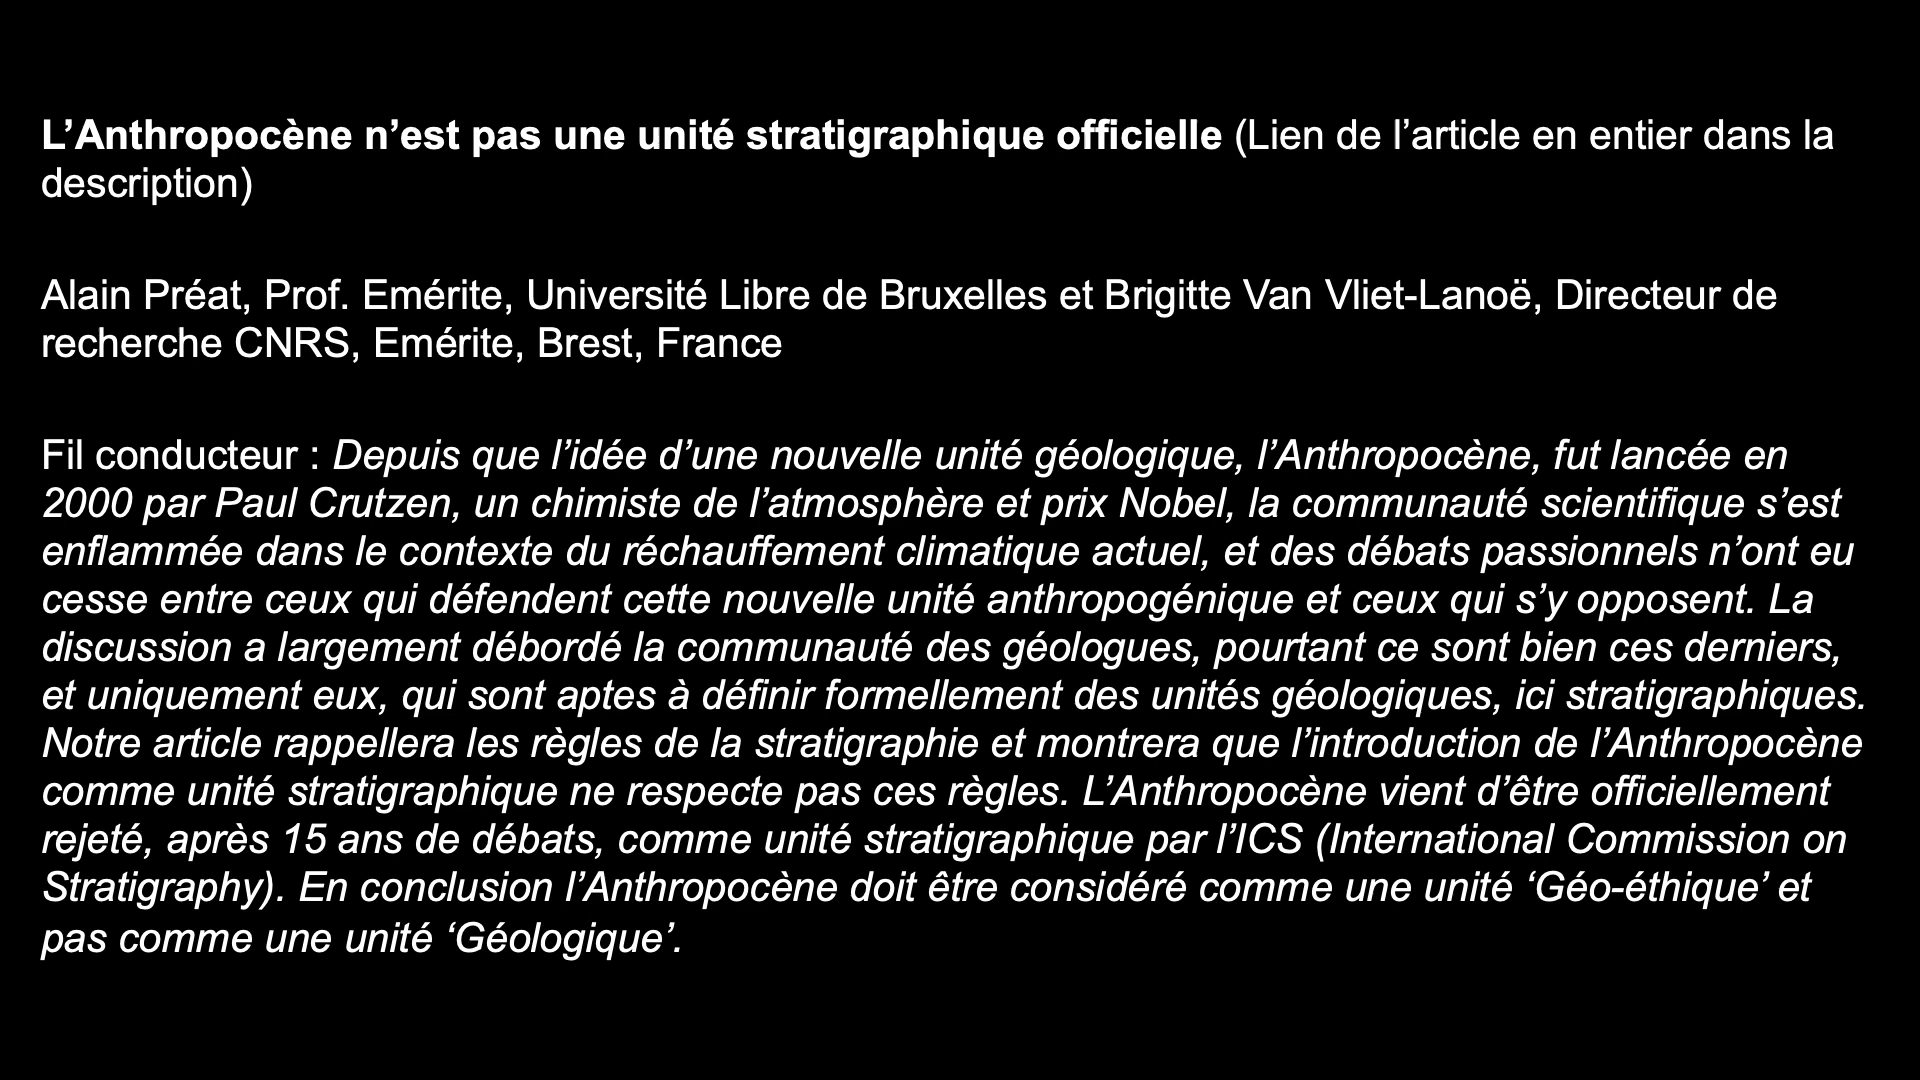 L’Anthropocène n’est pas une unité stratigraphique officielle (Lien de l’article en entier dans la
description)
Alain Préat, Prof. Emérite, Université Libre de Bruxelles et Brigitte Van Vliet-Lanoë, Directeur de
recherche CNRS, Emérite, Brest, France
Fil conducteur : Depuis que l’idée d’une nouvelle unité géologique, l’Anthropocène, fut lancée en
2000 par Paul Crutzen, un chimiste de l’atmosphère et prix Nobel, la communauté scientifique s’est
enflammée dans le contexte du réchauffement climatique actuel, et des débats passionnels n’ont eu
cesse entre ceux qui défendent cette nouvelle unité anthropogénique et ceux qui s’y opposent. La
discussion a largement débordé la communauté des géologues, pourtant ce sont bien ces derniers,
et uniquement eux, qui sont aptes à définir formellement des unités géologiques, ici stratigraphiques.
Notre article rappellera les règles de la stratigraphie et montrera que l’introduction de l’Anthropocène
comme unité stratigraphique ne respecte pas ces règles. L’Anthropocène vient d’être officiellement
rejeté, après 15 ans de débats, comme unité stratigraphique par l’ICS (International Commission on
Stratigraphy). En conclusion l’Anthropocène doit être considéré comme une unité ‘Géo-éthique’ et
pas comme une unité ‘Géologique’.